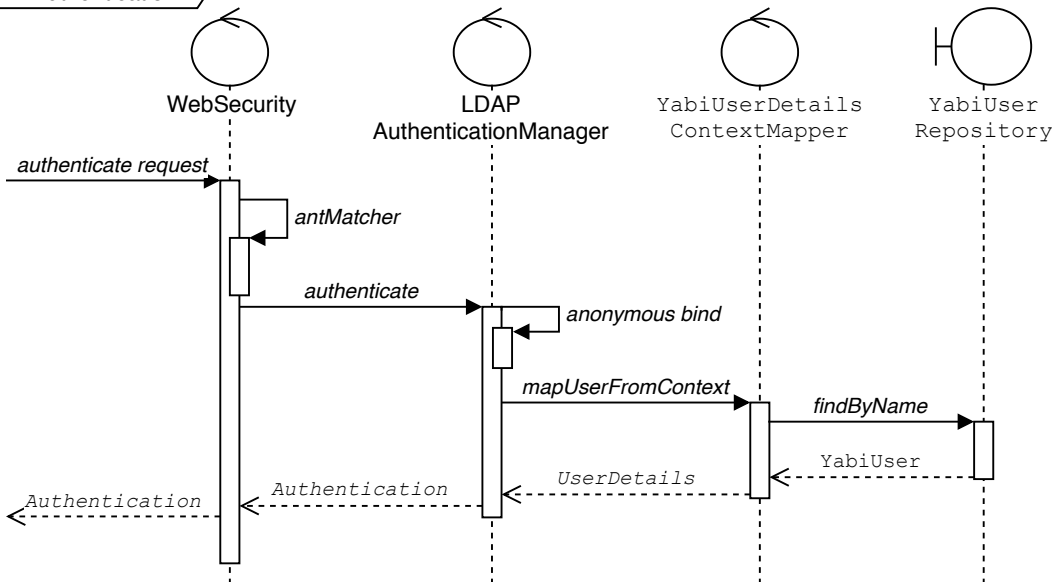 WebSecurity
LDAP
AuthenticationManager
YabiUserDetails
ContextMapper
YabiUser
Repository
authenticate request
antMatcher
authenticate
anonymous bind
mapUserFromContext
findByName
YabiUser
UserDetails
Authentication
Authentication